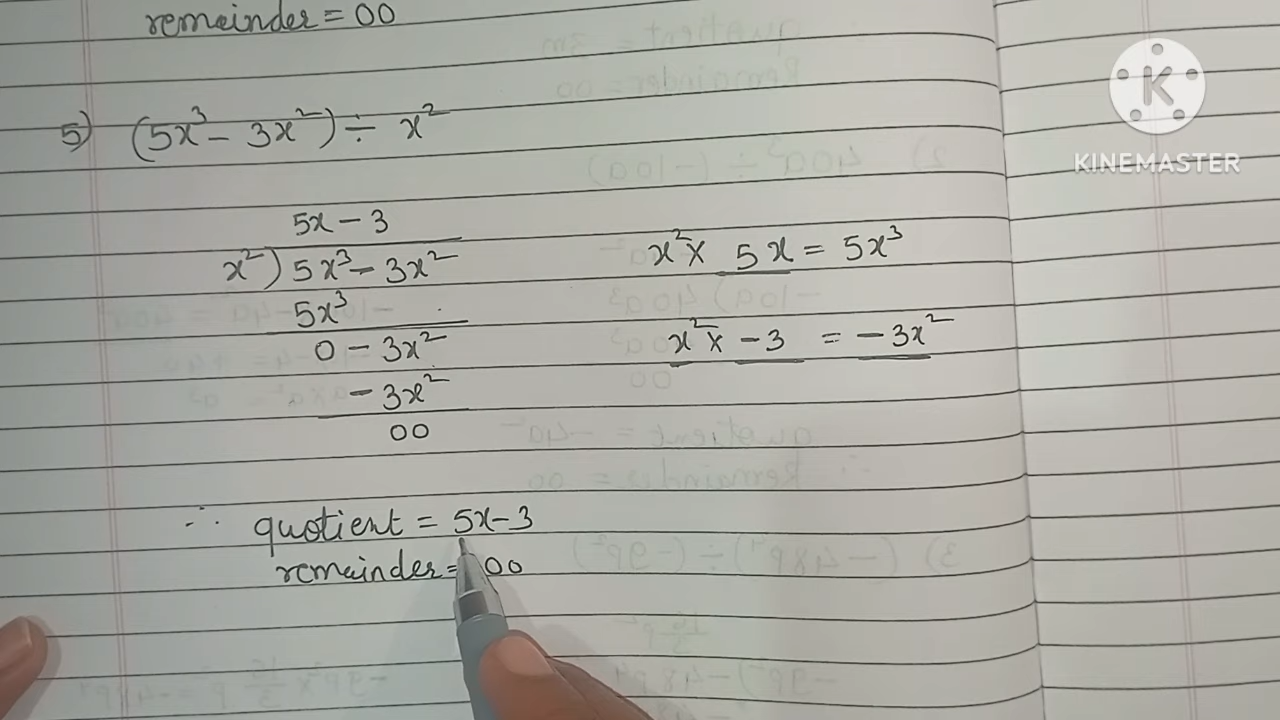 remainder = 00
KINEMASTER
5) (5x³ - 3x²) ÷ x²
5x - 3
x² ) 5x³ - 3x²
5x³
0 - 3x²
- 3x²
00
x² × 5x = 5x³
x² × -3 = -3x²
∴ quotient = 5x-3
remainder = 00